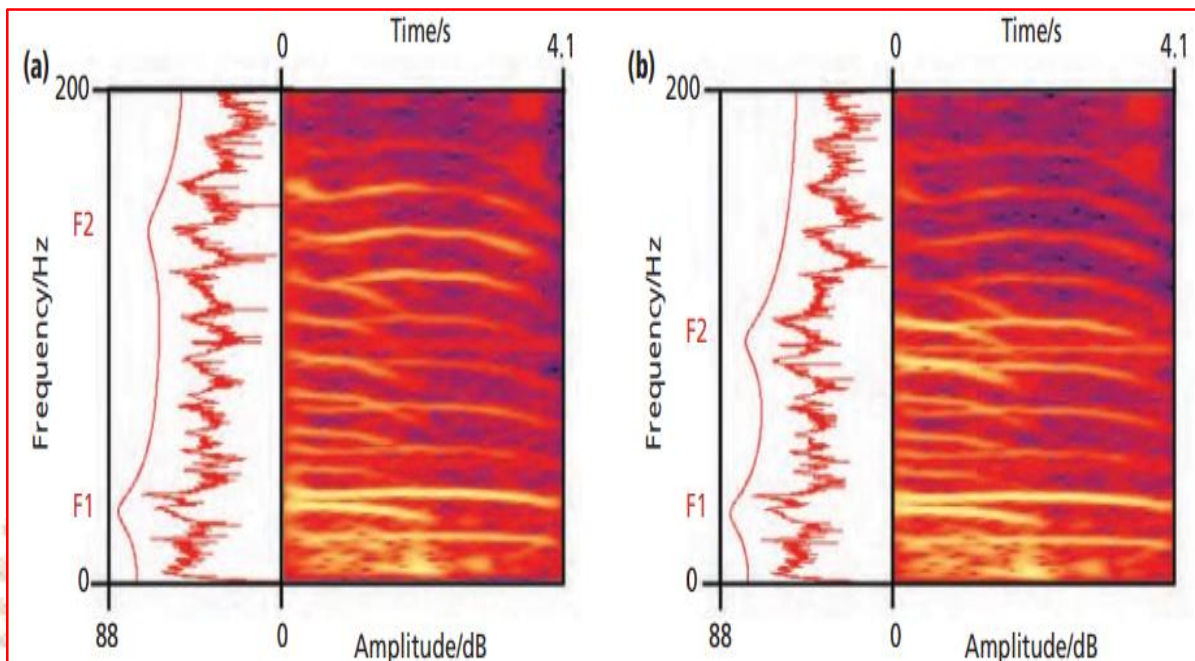 Time/s
0 4.1
(a) 200
F2
Frequency/Hz
F1
0
88 0 Amplitude/dB
Time/s
0 4.1
(b) 200
F2
Frequency/Hz
F1
0
88 0 Amplitude/dB